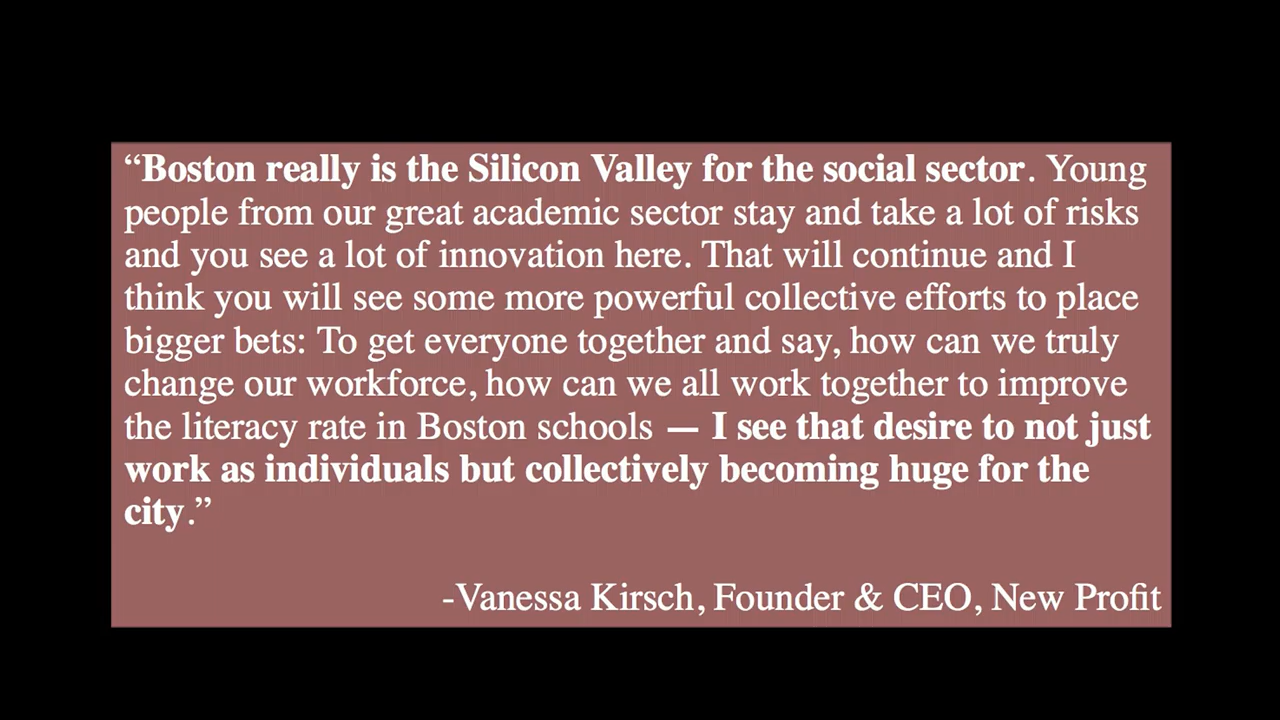 “Boston really is the Silicon Valley for the social sector. Young
people from our great academic sector stay and take a lot of risks
and you see a lot of innovation here. That will continue and I
think you will see some more powerful collective efforts to place
bigger bets: To get everyone together and say, how can we truly
change our workforce, how can we all work together to improve
the literacy rate in Boston schools — I see that desire to not just
work as individuals but collectively becoming huge for the
city.”
-Vanessa Kirsch, Founder & CEO, New Profit